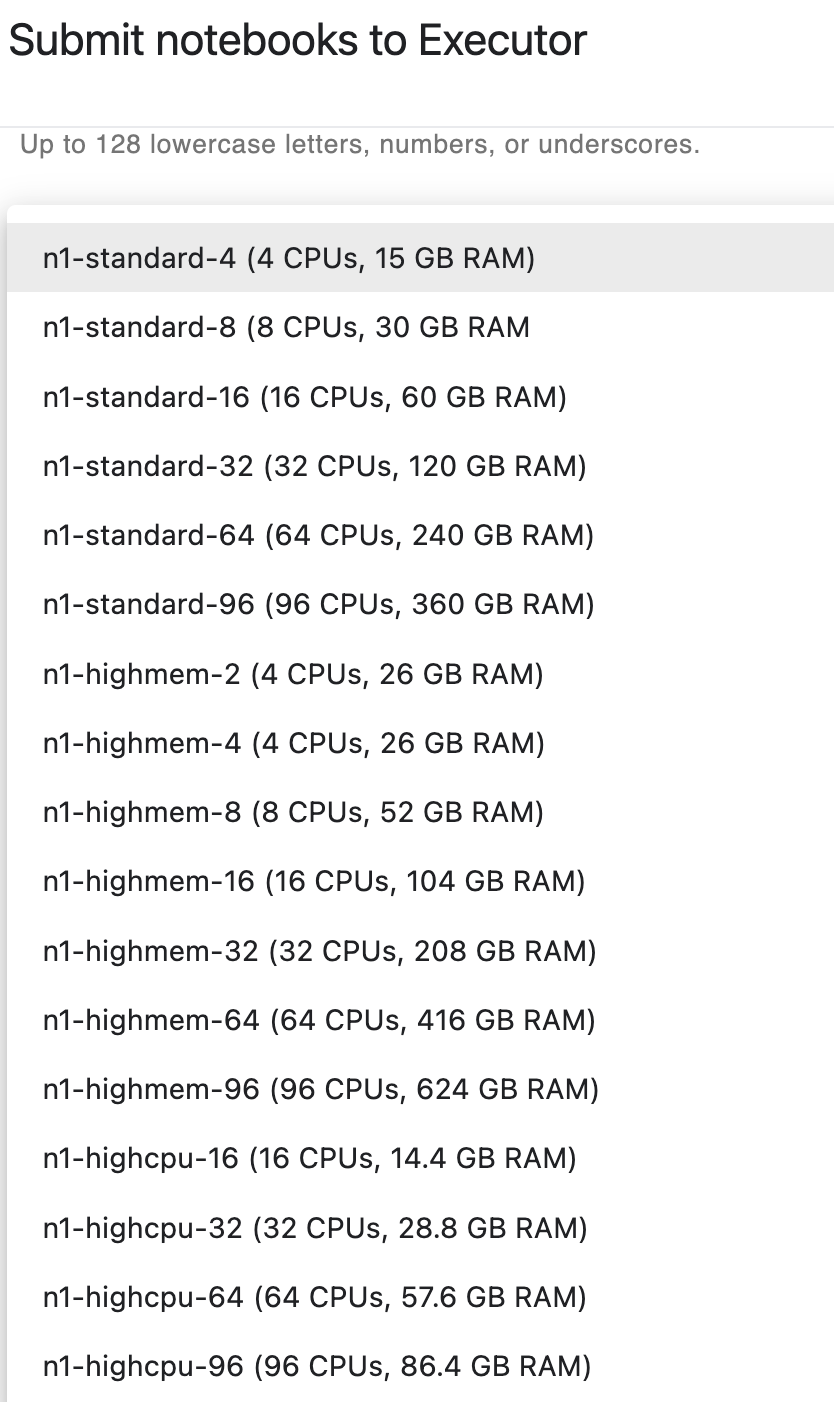 Submit notebooks to Executor
Up to 128 lowercase letters, numbers, or underscores.
n1-standard-4 (4 CPUs, 15 GB RAM)
n1-standard-8 (8 CPUs, 30 GB RAM
n1-standard-16 (16 CPUs, 60 GB RAM)
n1-standard-32 (32 CPUs, 120 GB RAM)
n1-standard-64 (64 CPUs, 240 GB RAM)
n1-standard-96 (96 CPUs, 360 GB RAM)
n1-highmem-2 (4 CPUs, 26 GB RAM)
n1-highmem-4 (4 CPUs, 26 GB RAM)
n1-highmem-8 (8 CPUs, 52 GB RAM)
n1-highmem-16 (16 CPUs, 104 GB RAM)
n1-highmem-32 (32 CPUs, 208 GB RAM)
n1-highmem-64 (64 CPUs, 416 GB RAM)
n1-highmem-96 (96 CPUs, 624 GB RAM)
n1-highcpu-16 (16 CPUs, 14.4 GB RAM)
n1-highcpu-32 (32 CPUs, 28.8 GB RAM)
n1-highcpu-64 (64 CPUs, 57.6 GB RAM)
n1-highcpu-96 (96 CPUs, 86.4 GB RAM)